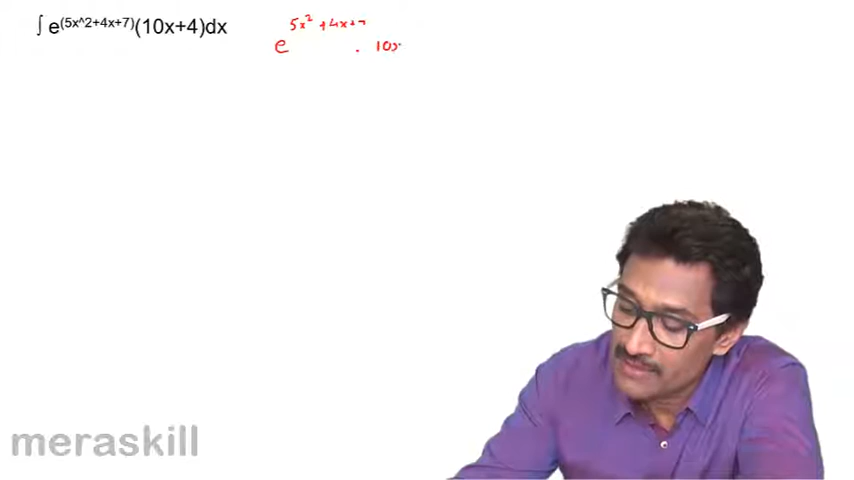 ∫ e^(5x^2+4x+7)(10x+4)dx
e^5x²+4x+7 . 10x
meraskill